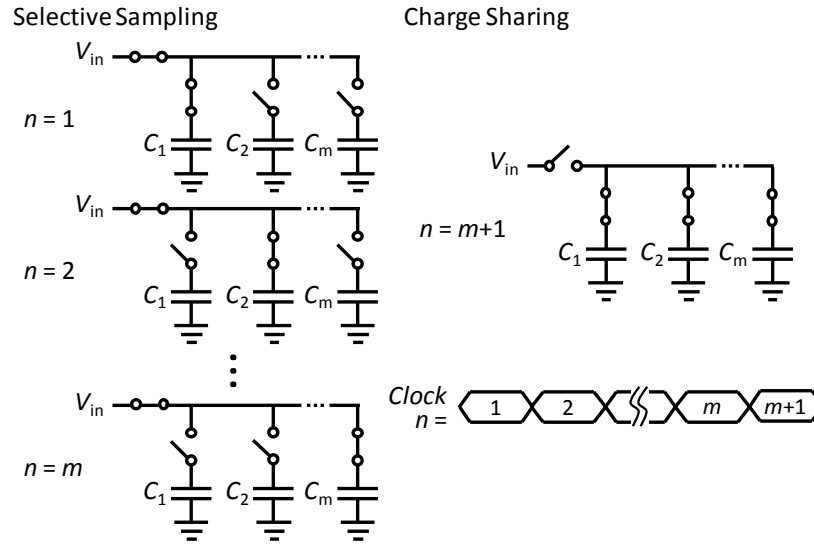 Selective Sampling
V_in
n = 1
C_1 C_2 C_m
V_in
n = 2
C_1 C_2 C_m
V_in
n = m
C_1 C_2 C_m
Charge Sharing
V_in
n = m+1
C_1 C_2 C_m
Clock
n =
1 2 m m+1